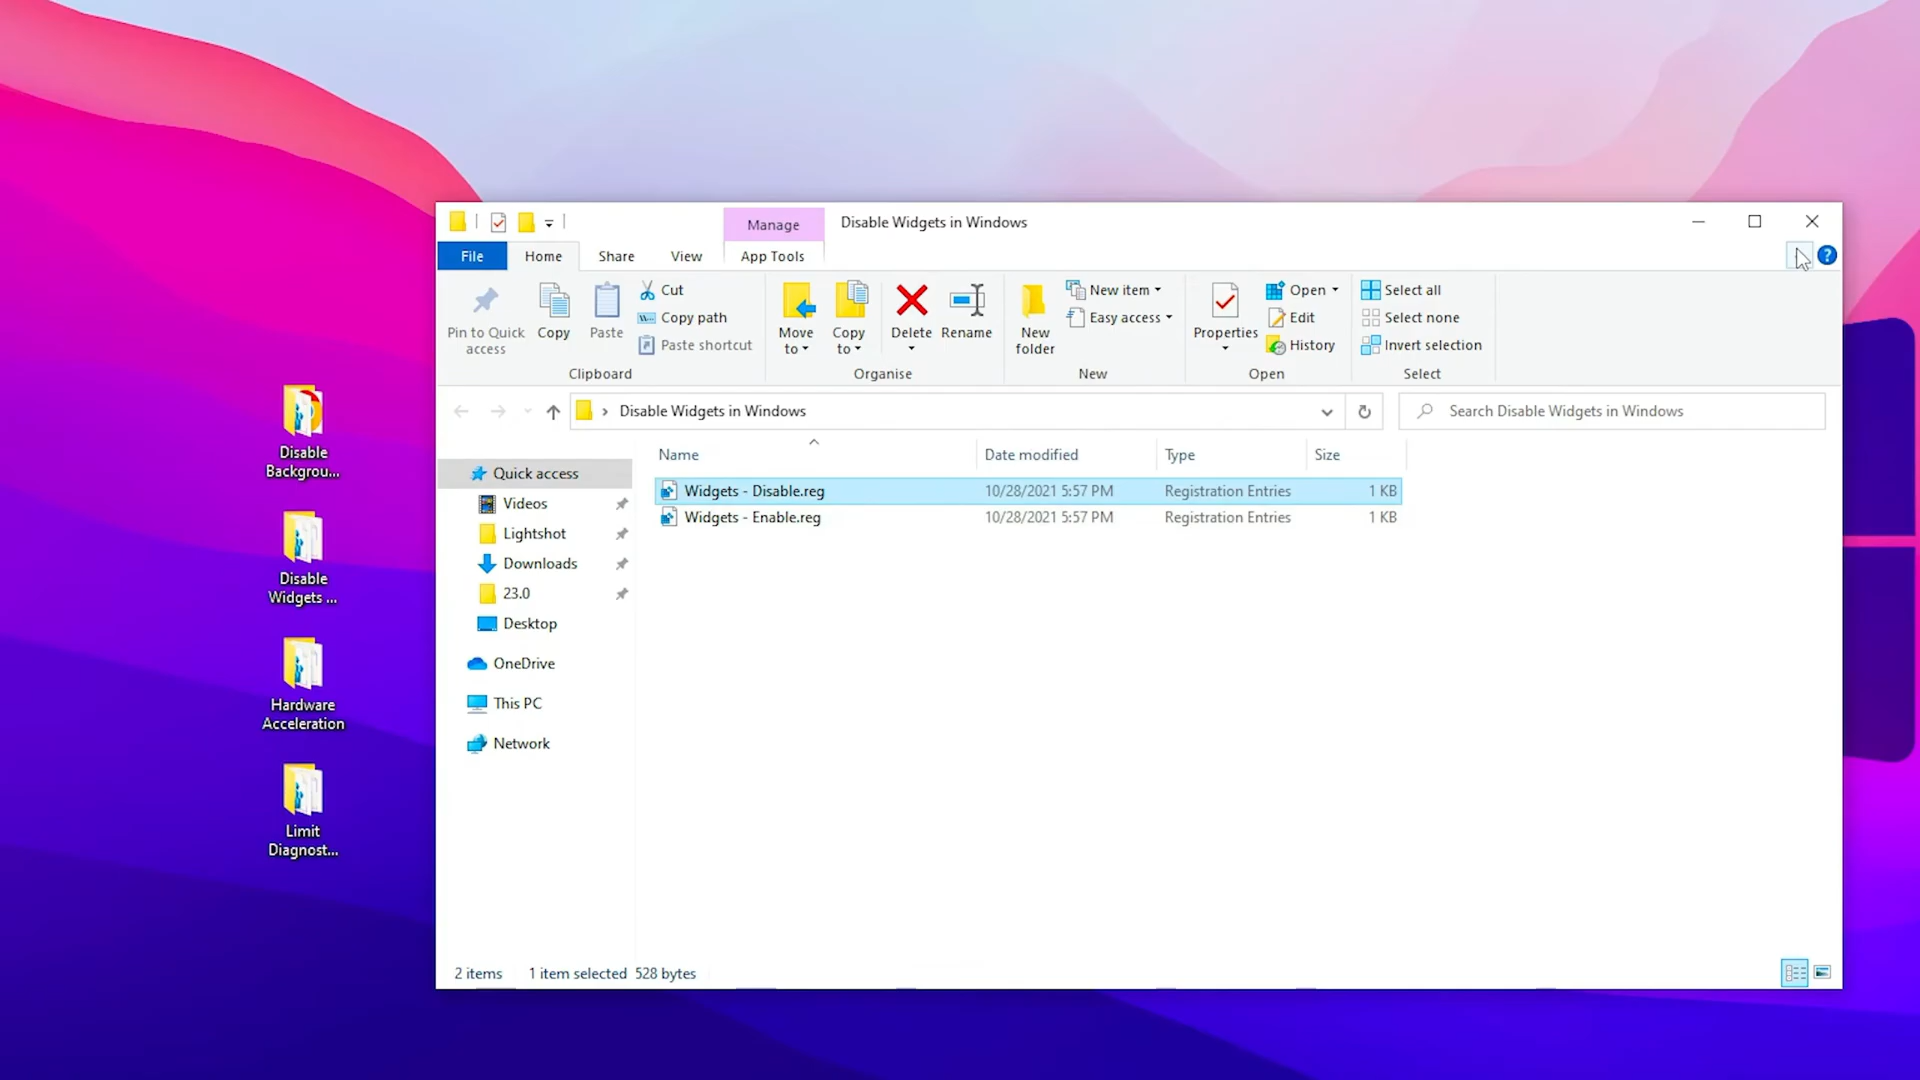 Manage
Disable Widgets in Windows
File
Home
Share
View
App Tools
Pin to Quick
access
Copy
Paste
Cut
Copy path
Paste shortcut
Clipboard
Move
to
Copy
to
Delete
Rename
Organise
New
folder
New item
Easy access
New
Properties
Open
Edit
History
Open
Select all
Select none
Invert selection
Select
Disable Widgets in Windows
Search Disable Widgets in Windows
Name
Date modified
Type
Size
Widgets - Disable.reg
10/28/2021 5:57 PM
Registration Entries
1 KB
Widgets - Enable.reg
10/28/2021 5:57 PM
Registration Entries
1 KB
Quick access
Videos
Lightshot
Downloads
23.0
Desktop
OneDrive
This PC
Network
2 items
1 item selected 528 bytes
Disable
Backgrou...
Disable
Widgets ...
Hardware
Acceleration
Limit
Diagnost...